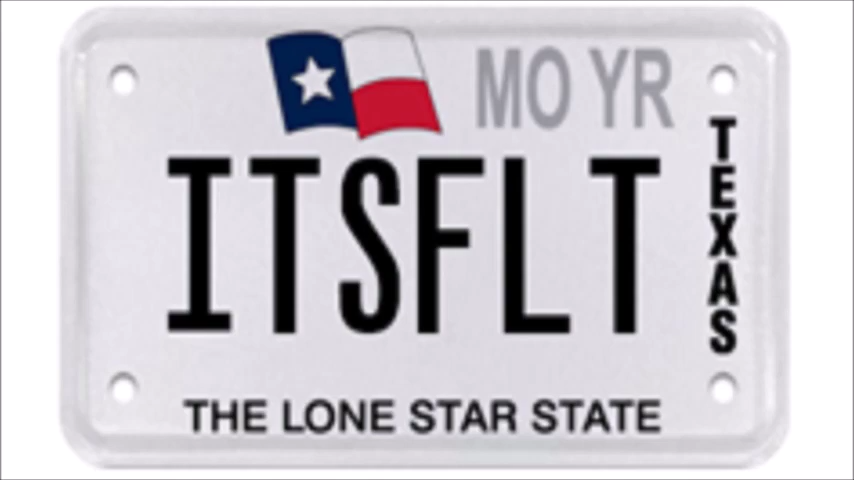 MO YR
ITSFLT
TEXAS
THE LONE STAR STATE